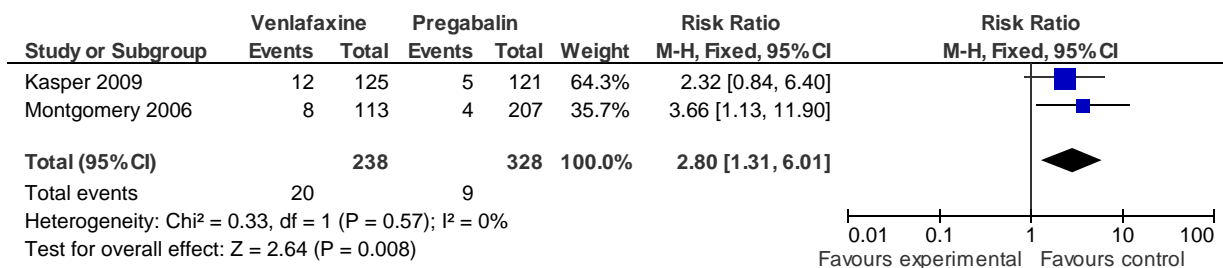 Venlafaxine Pregabalin Risk Ratio Risk Ratio
Study or Subgroup Events Total Events Total Weight M-H, Fixed, 95% CI M-H, Fixed, 95% CI
Kasper 2009 12 125 5 121 64.3% 2.32 [0.84, 6.40]
Montgomery 2006 8 113 4 207 35.7% 3.66 [1.13, 11.90]
Total (95% CI) 238 328 100.0% 2.80 [1.31, 6.01]
Total events 20 9
Heterogeneity: Chi² = 0.33, df = 1 (P = 0.57); I² = 0%
Test for overall effect: Z = 2.64 (P = 0.008)
0.01 0.1 1 10 100
Favours experimental Favours control